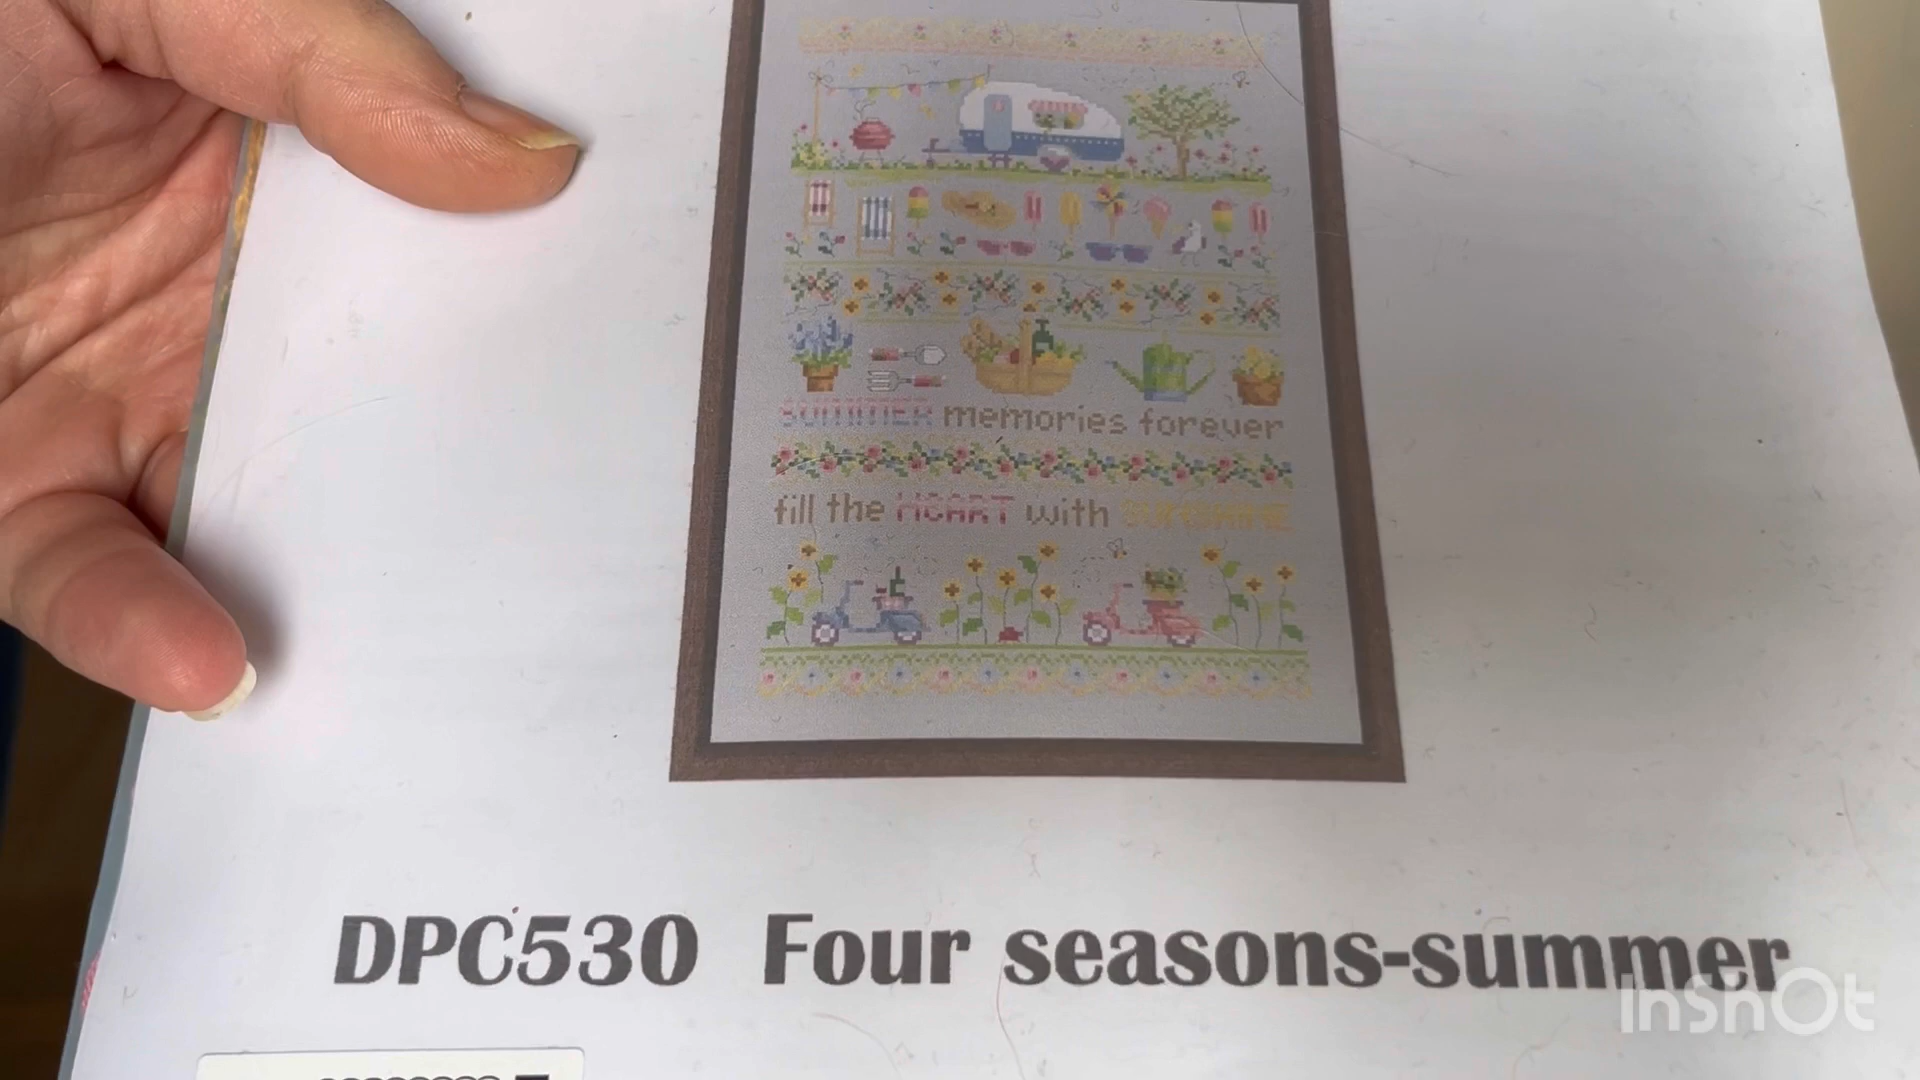 SUMMER memories forever
fill the HEART with SUNSHINE
DPC530 Four seasons-summer
InShOt